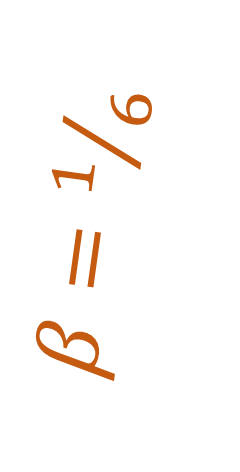 β = 1/6